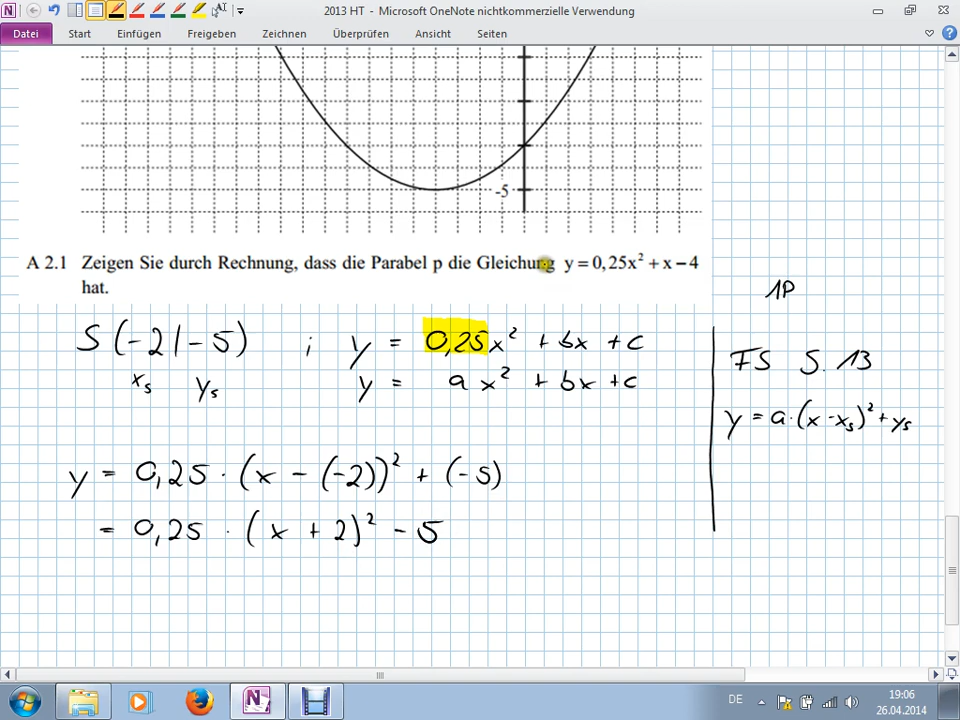 2013 HT - Microsoft OneNote nichtkommerzielle Verwendung
Datei Start Einfügen Freigeben Zeichnen Überprüfen Ansicht Seiten
-5
A 2.1 Zeigen Sie durch Rechnung, dass die Parabel p die Gleichung y = 0,25x² + x − 4
hat.
1P
S (-2 | -5) ; y = 0,25x² + bx + c
xₛ yₛ y = ax² + bx + c
FS S. 13
y = a·(x - xₛ)² + yₛ
y = 0,25 · (x - (-2))² + (-5)
= 0,25 · (x + 2)² - 5
DE
19:06
26.04.2014